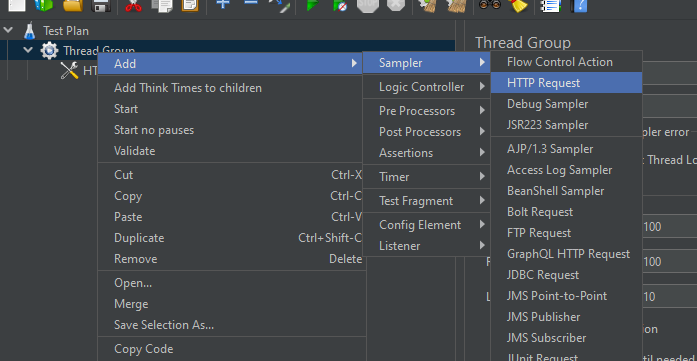 Test Plan
Thread Group
HT
Add
Add Think Times to children
Start
Start no pauses
Validate
Cut Ctrl-X
Copy Ctrl-C
Paste Ctrl-V
Duplicate Ctrl+Shift-C
Remove Delete
Open...
Merge
Save Selection As...
Copy Code
Sampler
Logic Controller
Pre Processors
Post Processors
Assertions
Timer
Test Fragment
Config Element
Listener
Flow Control Action
HTTP Request
Debug Sampler
JSR223 Sampler
AJP/1.3 Sampler
Access Log Sampler
BeanShell Sampler
Bolt Request
FTP Request
GraphQL HTTP Request
JDBC Request
JMS Point-to-Point
JMS Publisher
JMS Subscriber
JUnit Request
Thread Group
pler error
t Thread Lo
100
100
10
tion
til needed